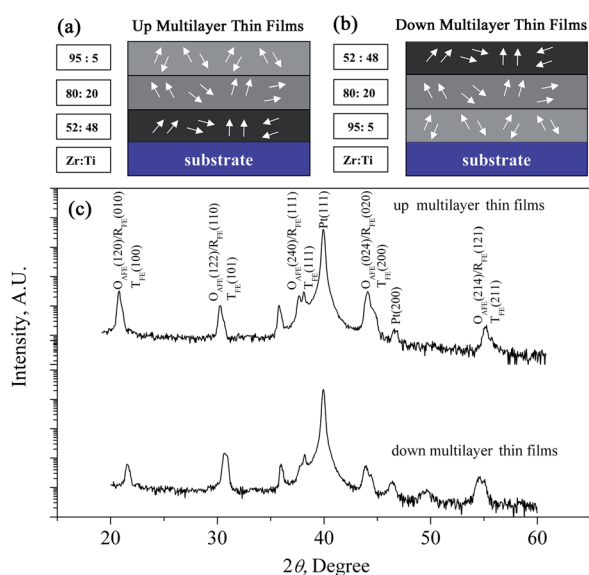 (a) Up Multilayer Thin Films
95 : 5
80: 20
52 : 48
Zr:Ti
substrate
(b) Down Multilayer Thin Films
52 : 48
80: 20
95: 5
Zr:Ti
substrate
(c)
up multilayer thin films
O_AFE(120)/R_FE(010)
T_FE(100)
O_AFE(122)/R_FE(110)
T_FE(101)
O_AFE(240)/R_FE(111)
T_FE(111)
Pt(111)
O_AFE(024)/R_FE(020)
T_FE(200)
Pt(200)
O_AFE(214)/R_FE(121)
T_FE(211)
down multilayer thin films
Intensity, A.U.
20 30 40 50 60
2θ, Degree